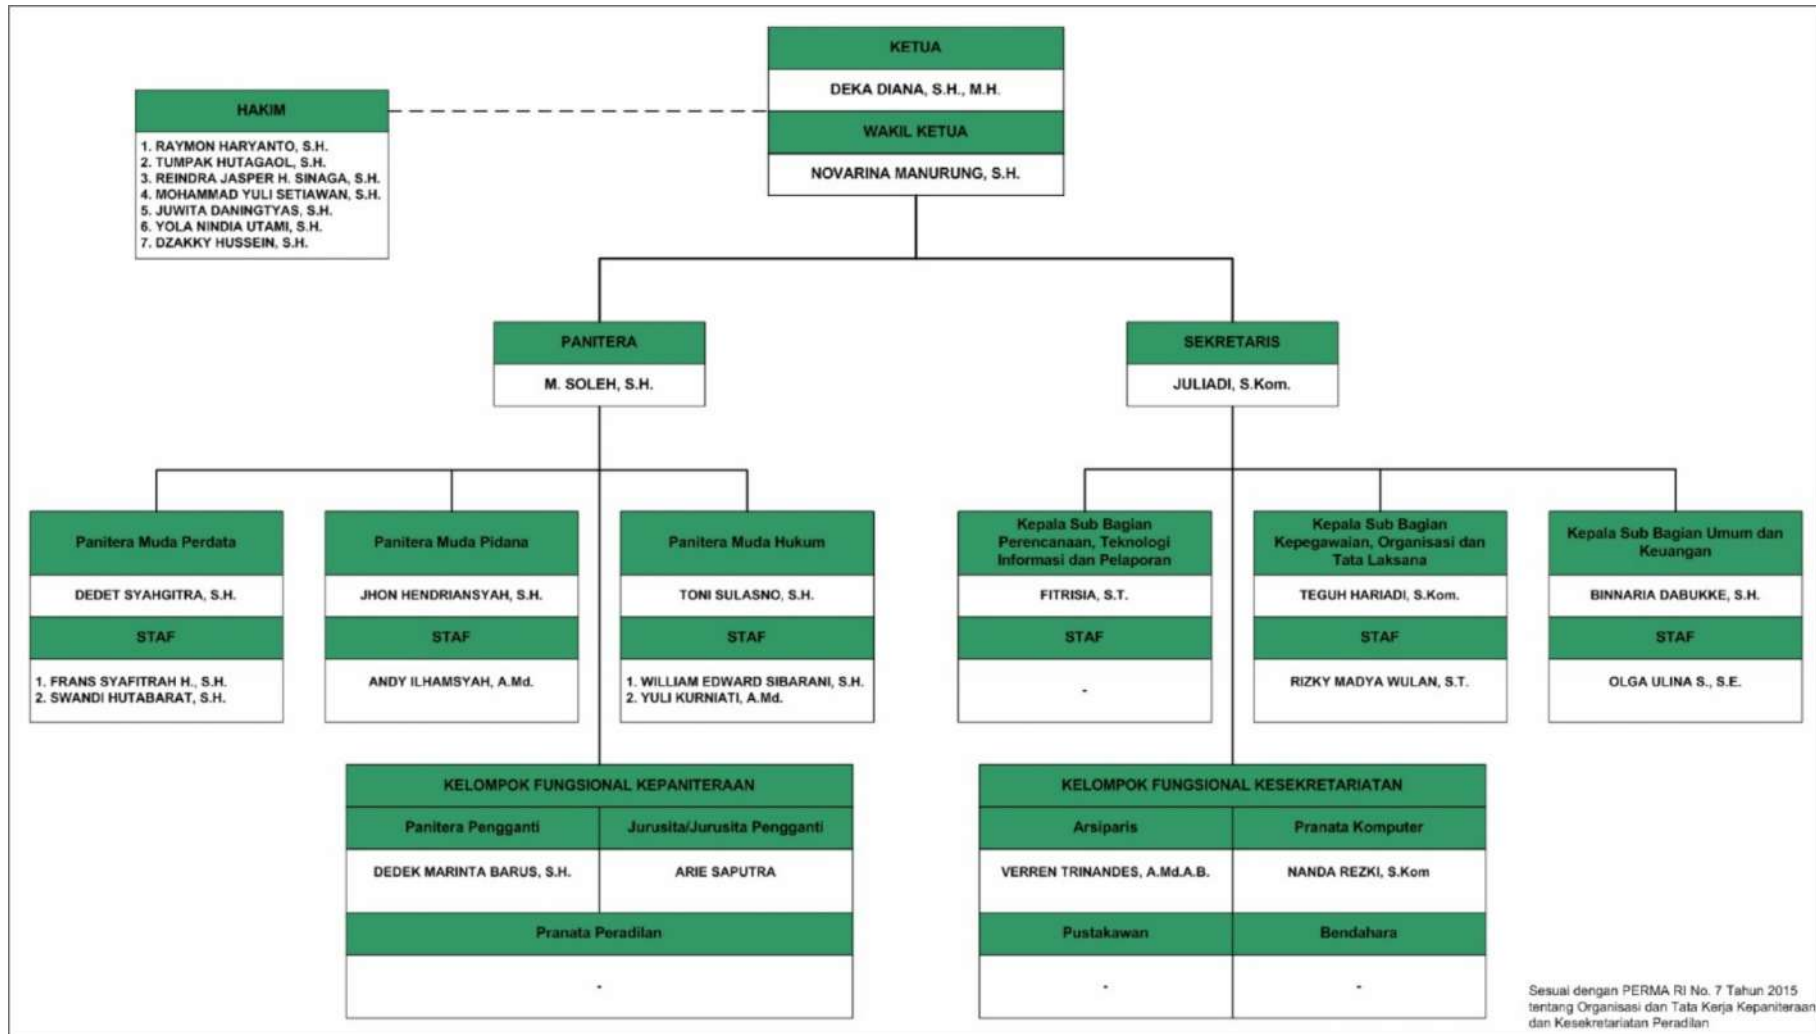 KETUA
DEKA DIANA, S.H., M.H.
WAKIL KETUA
NOVARINA MANURUNG, S.H.
HAKIM
1. RAYMON HARYANTO, S.H.
2. TUMPAK HUTAGAOL, S.H.
3. REINDRA JASPER H. SINAGA, S.H.
4. MOHAMMAD YULI SETIAWAN, S.H.
5. JUWITA DANINGTYAS, S.H.
6. YOLA NINDIA UTAMI, S.H.
7. DZAKKY HUSSEIN, S.H.
PANITERA
M. SOLEH, S.H.
SEKRETARIS
JULIADI, S.Kom.
Panitera Muda Perdata
DEDET SYAHGITRA, S.H.
STAF
1. FRANS SYAFITRAH H., S.H.
2. SWANDI HUTABARAT, S.H.
Panitera Muda Pidana
JHON HENDRIANSYAH, S.H.
STAF
ANDY ILHAMSYAH, A.Md.
Panitera Muda Hukum
TONI SULASNO, S.H.
STAF
1. WILLIAM EDWARD SIBARANI, S.H.
2. YULI KURNIATI, A.Md.
Kepala Sub Bagian
Perencanaan, Teknologi
Informasi dan Pelaporan
FITRISIA, S.T.
STAF
-
Kepala Sub Bagian
Kepegawaian, Organisasi dan
Tata Laksana
TEGUH HARIADI, S.Kom.
STAF
RIZKY MADYA WULAN, S.T.
Kepala Sub Bagian Umum dan
Keuangan
BINNARIA DABUKKE, S.H.
STAF
OLGA ULINA S., S.E.
KELOMPOK FUNGSIONAL KEPANITERAAN
Panitera Pengganti
DEDEK MARINTA BARUS, S.H.
Jurusita/Jurusita Pengganti
ARIE SAPUTRA
Pranata Peradilan
-
KELOMPOK FUNGSIONAL KESEKRETARIATAN
Arsiparis
VERREN TRINANDES, A.Md.A.B.
Pranata Komputer
NANDA REZKI, S.Kom
Pustakawan
-
Bendahara
-
Sesuai dengan PERMA RI No. 7 Tahun 2015
tentang Organisasi dan Tata Kerja Kepaniteraan
dan Kesekretariatan Peradilan